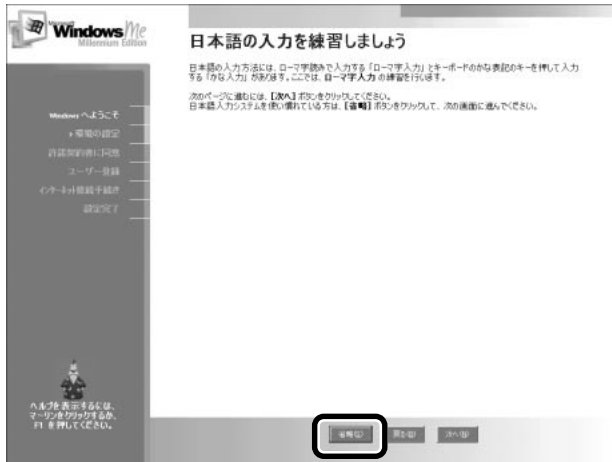 Microsoft
Windows Me
Millennium Edition
日本語の入力を練習しましょう
日本語の入力方法には、ローマ字読みで入力する「ローマ字入力」とキーボードのかな表記のキーを押して入力
する「かな入力」があります。ここでは、ローマ字入力 の練習を行います。
次のページに進むには、【次へ】ボタンをクリックしてください。
日本語入力システムを使い慣れている方は、【省略】ボタンをクリックして、次の画面に進んでください。
Windows へようこそ
環境の設定
許諾契約書に同意
ユーザー登録
インターネット接続手続き
設定完了
ヘルプを表示するには、
マーリンをクリックするか、
F1 を押してください。
省略(S) 戻る(B) 次へ(N)